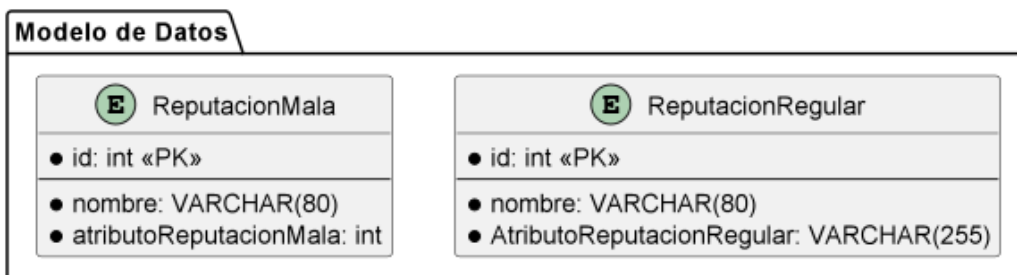 Modelo de Datos
E ReputacionMala
● id: int «PK»
● nombre: VARCHAR(80)
● atributoReputacionMala: int
E ReputacionRegular
● id: int «PK»
● nombre: VARCHAR(80)
● AtributoReputacionRegular: VARCHAR(255)